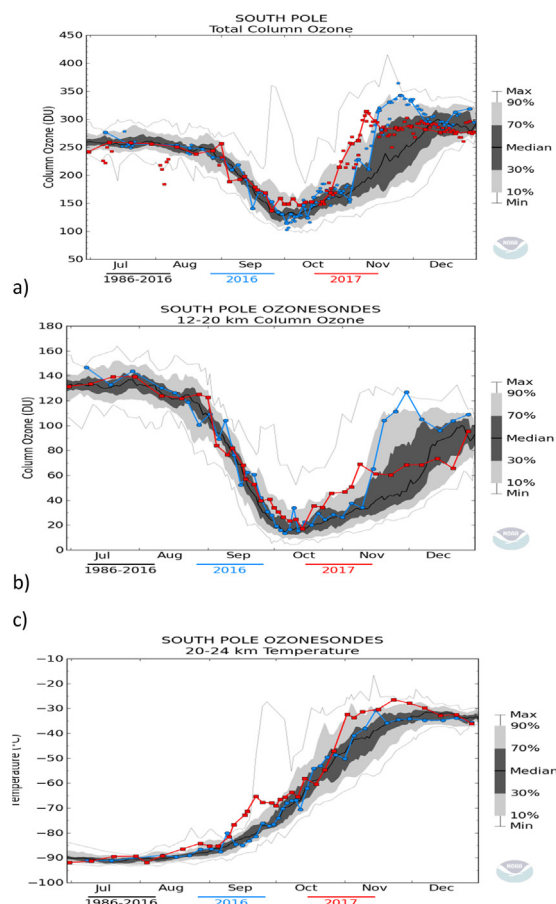 SOUTH POLE
Total Column Ozone
450
400
350
300
250
200
150
100
50
Column Ozone (DU)
Jul Aug Sep Oct Nov Dec
1986-2016 2016 2017
Max
90%
70%
Median
30%
10%
Min
NOAA
a)
SOUTH POLE OZONESONDES
12-20 km Column Ozone
180
160
140
120
100
80
60
40
20
0
Column Ozone (DU)
Jul Aug Sep Oct Nov Dec
1986-2016 2016 2017
Max
90%
70%
Median
30%
10%
Min
NOAA
b)
c)
SOUTH POLE OZONESONDES
20-24 km Temperature
−10
−20
−30
−40
−50
−60
−70
−80
−90
−100
Temperature (°C)
Jul Aug Sep Oct Nov Dec
1986-2016 2016 2017
Max
90%
70%
Median
30%
10%
Min
NOAA